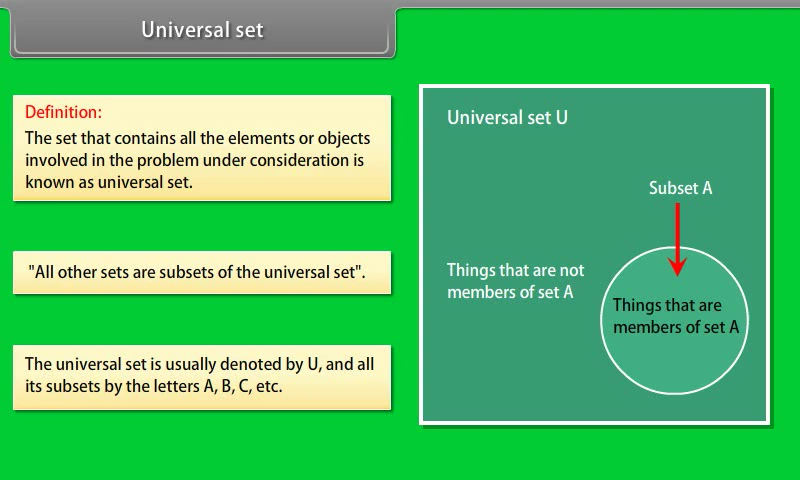 Universal set
Definition:
The set that contains all the elements or objects
involved in the problem under consideration is
known as universal set.
"All other sets are subsets of the universal set".
The universal set is usually denoted by U, and all
its subsets by the letters A, B, C, etc.
Universal set U
Subset A
Things that are not
members of set A
Things that are
members of set A